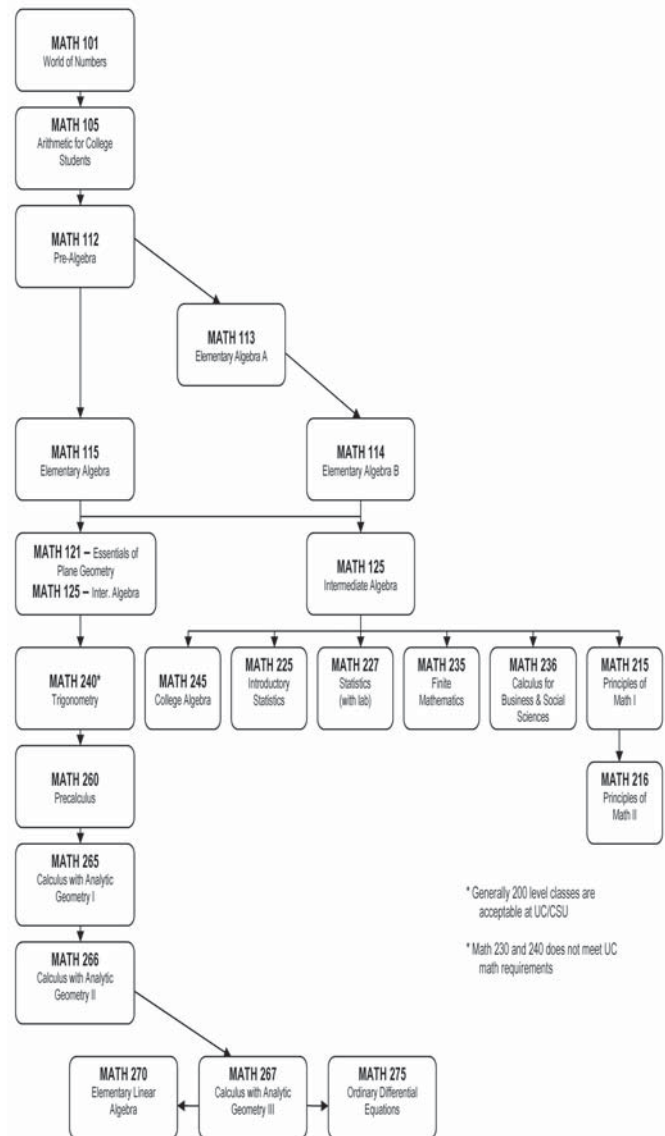 MATH 101
World of Numbers
MATH 105
Arithmetic for College
Students
MATH 112
Pre-Algebra
MATH 113
Elementary Algebra A
MATH 115
Elementary Algebra
MATH 114
Elementary Algebra B
MATH 121 – Essentials of
Plane Geometry
MATH 125 – Inter. Algebra
MATH 125
Intermediate Algebra
MATH 240*
Trigonometry
MATH 245
College Algebra
MATH 225
Introductory
Statistics
MATH 227
Statistics
(with lab)
MATH 235
Finite
Mathematics
MATH 236
Calculus for
Business & Social
Sciences
MATH 215
Principles of
Math I
MATH 260
Precalculus
MATH 216
Principles of
Math II
MATH 265
Calculus with Analytic
Geometry I
* Generally 200 level classes are
acceptable at UC/CSU
* Math 230 and 240 does not meet UC
math requirements
MATH 266
Calculus with Analytic
Geometry II
MATH 270
Elementary Linear
Algebra
MATH 267
Calculus with Analytic
Geometry III
MATH 275
Ordinary Differential
Equations